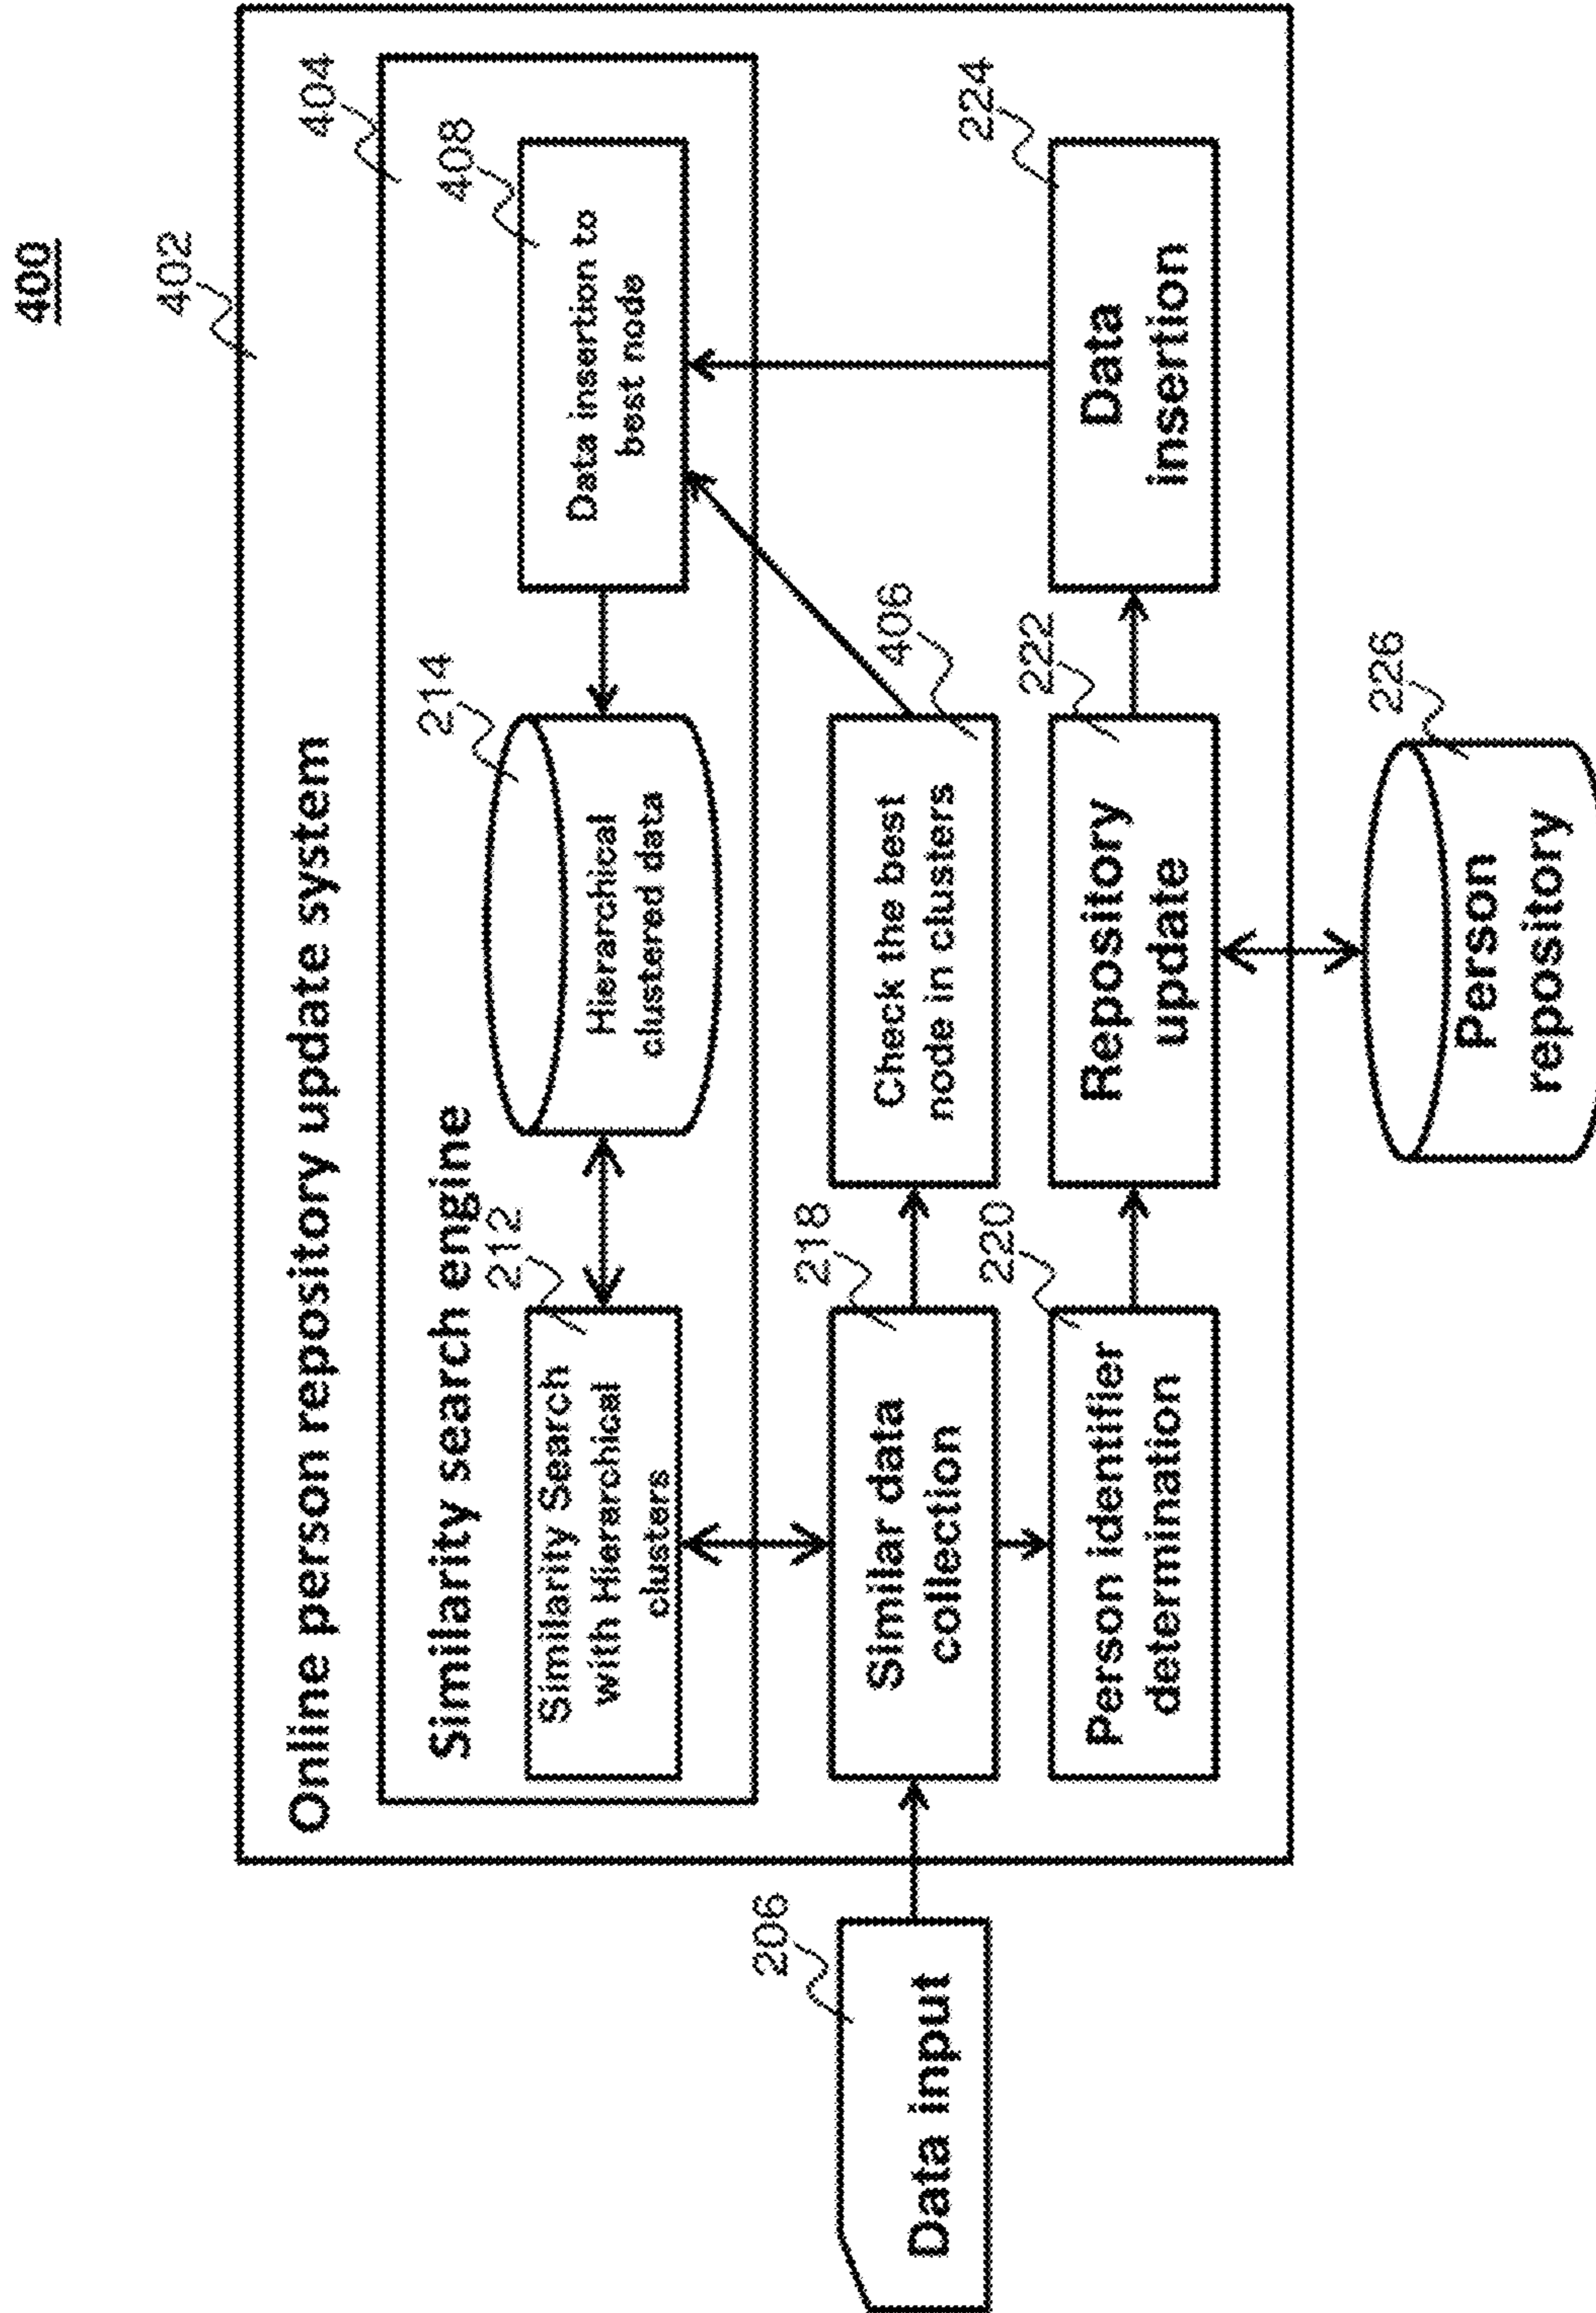 400
402
Online person repository update system
404
Similarity search engine
212
Similarity Search
with Hierarchical
clusters
214
Hierarchical
clustered data
408
Data insertion to
best node
206
Data input
218
Similar data
collection
406
Check the best
node in clusters
220
Person identifier
determination
222
Repository
update
224
Data
insertion
226
Person
repository